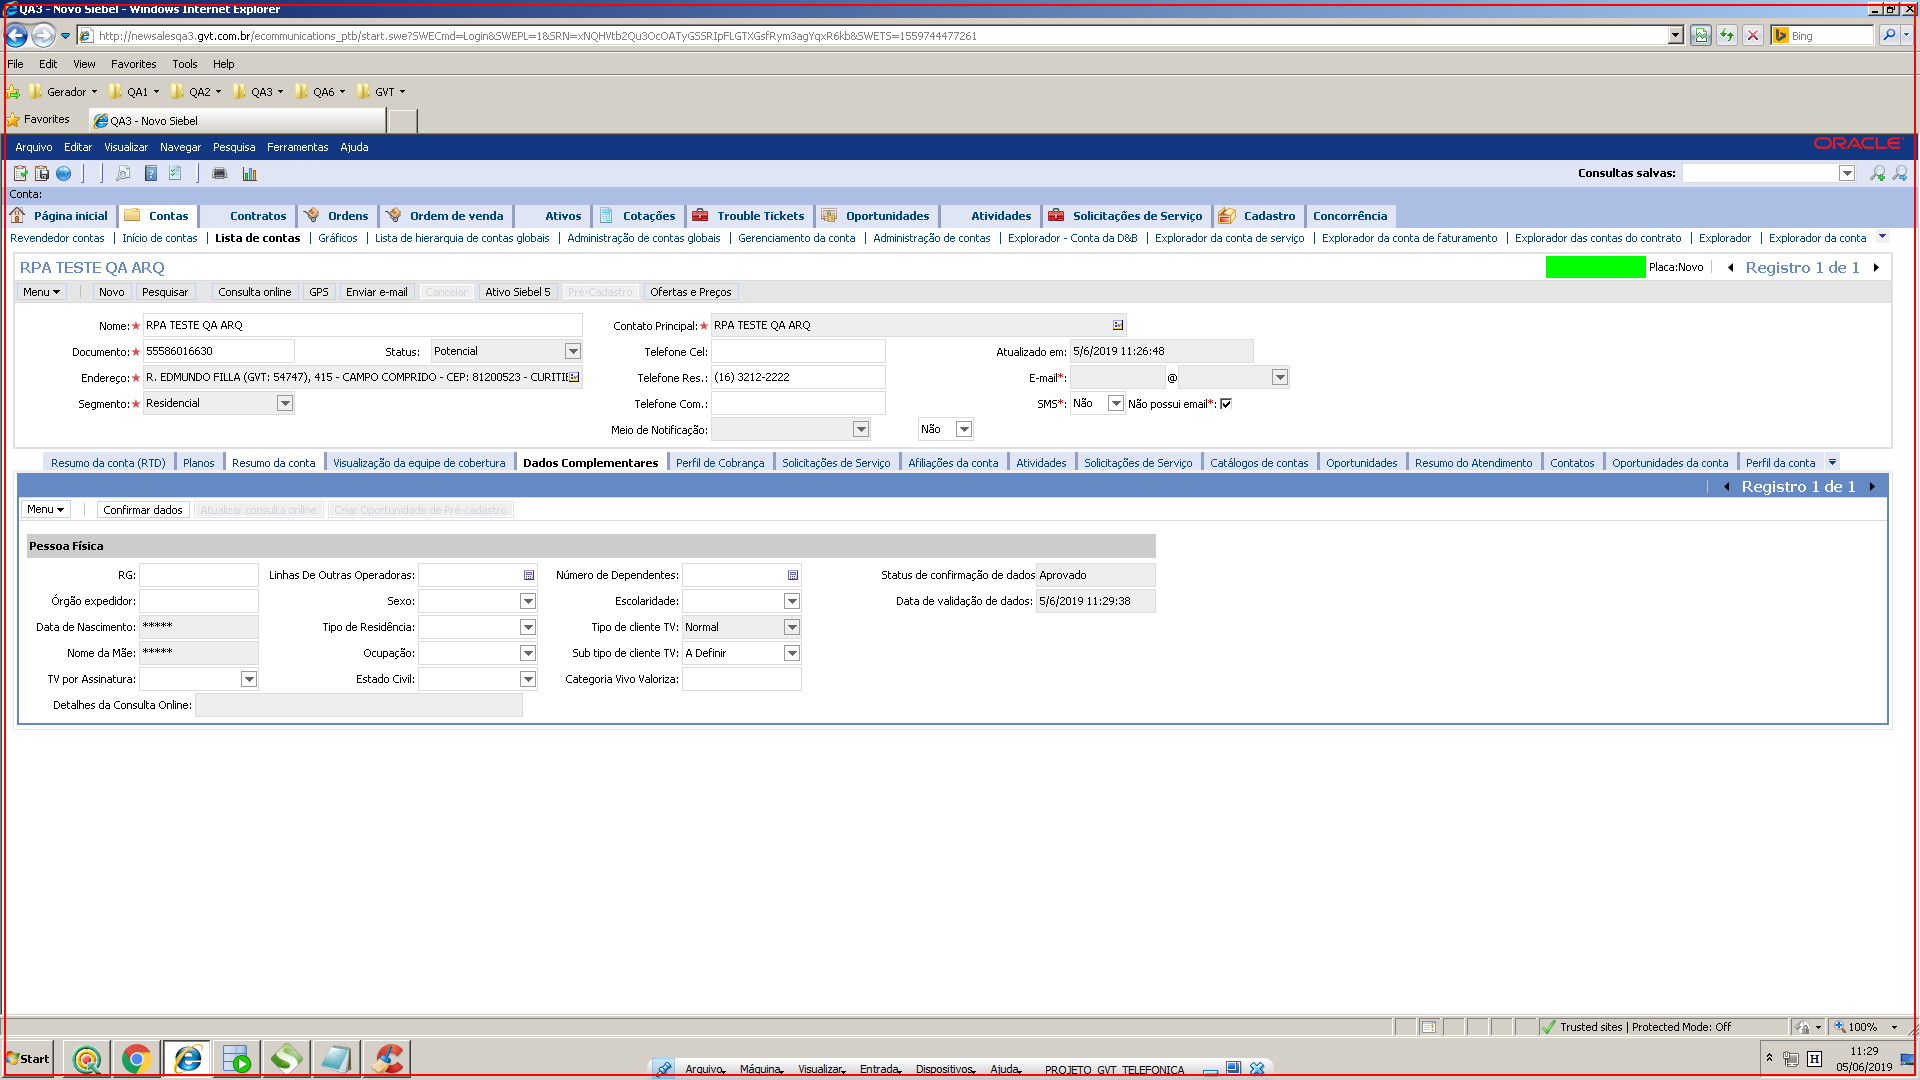 QA3 - Novo Siebel - Windows Internet Explorer
http://newsalesqa3.gvt.com.br/ecommunications_ptb/start.swe?SWECmd=Login&SWEPL=1&SRN=xNQHVtb2Qu3OcOATyGSSRIpFLGTXGsfRym3agYqxR6kb&SWETS=1559744477261
Bing
File Edit View Favorites Tools Help
Gerador QA1 QA2 QA3 QA6 GVT
Favorites QA3 - Novo Siebel
Arquivo Editar Visualizar Navegar Pesquisa Ferramentas Ajuda ORACLE
Consultas salvas:
Conta:
Página inicial Contas Contratos Ordens Ordem de venda Ativos Cotações Trouble Tickets Oportunidades Atividades Solicitações de Serviço Cadastro Concorrência
Revendedor contas | Início de contas | Lista de contas | Gráficos | Lista de hierarquia de contas globais | Administração de contas globais | Gerenciamento da conta | Administração de contas | Explorador - Conta da D&B | Explorador da conta de serviço | Explorador da conta de faturamento | Explorador das contas do contrato | Explorador | Explorador da conta
RPA TESTE QA ARQ Placa:Novo Registro 1 de 1
Menu Novo Pesquisar Consulta online GPS Enviar e-mail Cancelar Ativo Siebel 5 Pré-Cadastro Ofertas e Preços
Nome: RPA TESTE QA ARQ Contato Principal: RPA TESTE QA ARQ
Documento: 55586016630 Status: Potencial Telefone Cel: Atualizado em: 5/6/2019 11:26:48
Endereço: R. EDMUNDO FILLA (GVT: 54747), 415 - CAMPO COMPRIDO - CEP: 81200523 - CURITI Telefone Res.: (16) 3212-2222 E-mail*: @
Segmento: Residencial Telefone Com.: SMS*: Não Não possui email*:
Meio de Notificação: Não
Resumo da conta (RTD) Planos Resumo da conta Visualização da equipe de cobertura Dados Complementares Perfil de Cobrança Solicitações de Serviço Afiliações da conta Atividades Solicitações de Serviço Catálogos de contas Oportunidades Resumo do Atendimento Contatos Oportunidades da conta Perfil da conta
Registro 1 de 1
Menu Confirmar dados Atualizar consulta online Criar Oportunidade de Pré-cadastro
Pessoa Física
RG: Linhas De Outras Operadoras: Número de Dependentes: Status de confirmação de dados Aprovado
Órgão expedidor: Sexo: Escolaridade: Data de validação de dados: 5/6/2019 11:29:38
Data de Nascimento: ***** Tipo de Residência: Tipo de cliente TV: Normal
Nome da Mãe: ***** Ocupação: Sub tipo de cliente TV: A Definir
TV por Assinatura: Estado Civil: Categoria Vivo Valoriza:
Detalhes da Consulta Online:
Trusted sites | Protected Mode: Off 100%
Start H 11:29
Arquivo Máquina Visualizar Entrada Dispositivos Ajuda PROJETO_GVT_TELEFONICA 05/06/2019